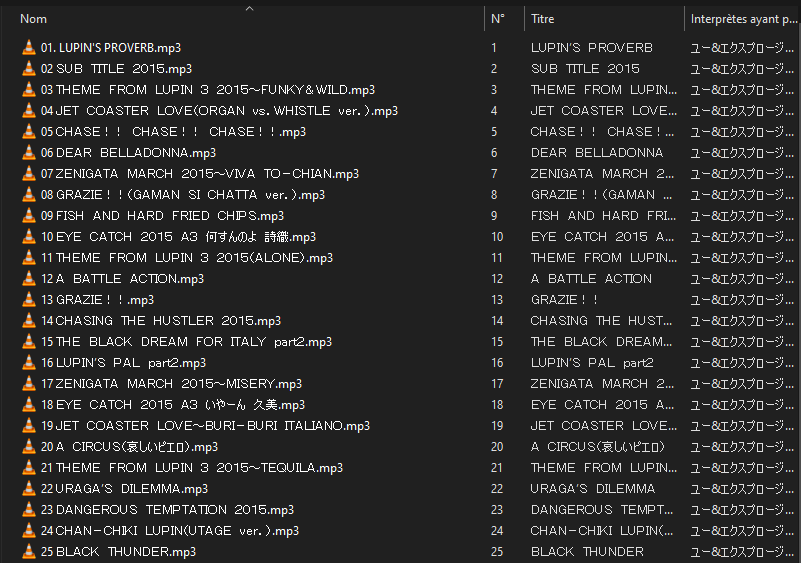 Nom N° Titre Interprètes ayant p...
01. LUPIN'S PROVERB.mp3 1 LUPIN'S PROVERB ユー&エクスプロージ...
02 SUB TITLE 2015.mp3 2 SUB TITLE 2015 ユー&エクスプロージ...
03 THEME FROM LUPIN 3 2015～FUNKY＆WILD.mp3 3 THEME FROM LUPIN... ユー&エクスプロージ...
04 JET COASTER LOVE(ORGAN vs. WHISTLE ver.).mp3 4 JET COASTER LOVE... ユー&エクスプロージ...
05 CHASE！！ CHASE！！ CHASE！！.mp3 5 CHASE！！ CHASE！... ユー&エクスプロージ...
06 DEAR BELLADONNA.mp3 6 DEAR BELLADONNA ユー&エクスプロージ...
07 ZENIGATA MARCH 2015～VIVA TO－CHIAN.mp3 7 ZENIGATA MARCH 2... ユー&エクスプロージ...
08 GRAZIE！！(GAMAN SI CHATTA ver.).mp3 8 GRAZIE！！(GAMAN ... ユー&エクスプロージ...
09 FISH AND HARD FRIED CHIPS.mp3 9 FISH AND HARD FRI... ユー&エクスプロージ...
10 EYE CATCH 2015 A3 何すんのよ 詩織.mp3 10 EYE CATCH 2015 A... ユー&エクスプロージ...
11 THEME FROM LUPIN 3 2015(ALONE).mp3 11 THEME FROM LUPIN... ユー&エクスプロージ...
12 A BATTLE ACTION.mp3 12 A BATTLE ACTION ユー&エクスプロージ...
13 GRAZIE！！.mp3 13 GRAZIE！！ ユー&エクスプロージ...
14 CHASING THE HUSTLER 2015.mp3 14 CHASING THE HUST... ユー&エクスプロージ...
15 THE BLACK DREAM FOR ITALY part2.mp3 15 THE BLACK DREAM... ユー&エクスプロージ...
16 LUPIN'S PAL part2.mp3 16 LUPIN'S PAL part2 ユー&エクスプロージ...
17 ZENIGATA MARCH 2015～MISERY.mp3 17 ZENIGATA MARCH 2... ユー&エクスプロージ...
18 EYE CATCH 2015 A3 いやーん 久美.mp3 18 EYE CATCH 2015 A... ユー&エクスプロージ...
19 JET COASTER LOVE～BURI－BURI ITALIANO.mp3 19 JET COASTER LOVE... ユー&エクスプロージ...
20 A CIRCUS(哀しいピエロ).mp3 20 A CIRCUS(哀しいピエロ) ユー&エクスプロージ...
21 THEME FROM LUPIN 3 2015～TEQUILA.mp3 21 THEME FROM LUPIN... ユー&エクスプロージ...
22 URAGA'S DILEMMA.mp3 22 URAGA'S DILEMMA ユー&エクスプロージ...
23 DANGEROUS TEMPTATION 2015.mp3 23 DANGEROUS TEMPT... ユー&エクスプロージ...
24 CHAN－CHIKI LUPIN(UTAGE ver.).mp3 24 CHAN－CHIKI LUPIN(... ユー&エクスプロージ...
25 BLACK THUNDER.mp3 25 BLACK THUNDER ユー&エクスプロージ...